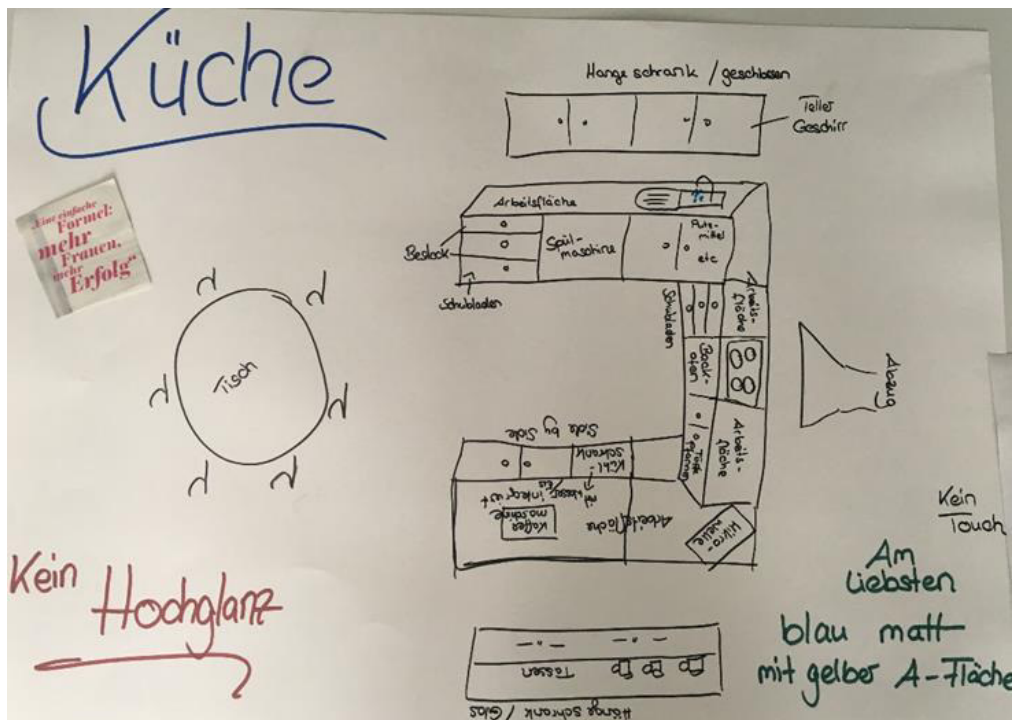 Küche
Hänge schrank / geschlossen
Teller
Geschirr
„Eine einfache
Formel:
mehr
Frauen,
mehr
Erfolg“
Arbeitsfläche
Besteck
Spül-
maschine
Putz-
mittel
etc
Schubladen
Schubladen
Arbeits-
fläche
Back-
ofen
Abzug
Tisch
Arbeits-
fläche
Töpfe
Pfannen
Side by Side
Kühl-
schrank
mit Wasser/Eis integriert
Kaffee
maschine
Arbeitsfläche
Mikro-
welle
Kein
Touch
Kein
Hochglanz
Am
liebsten
blau matt
mit gelber A-Fläche
Tassen
Hänge schrank / Glas